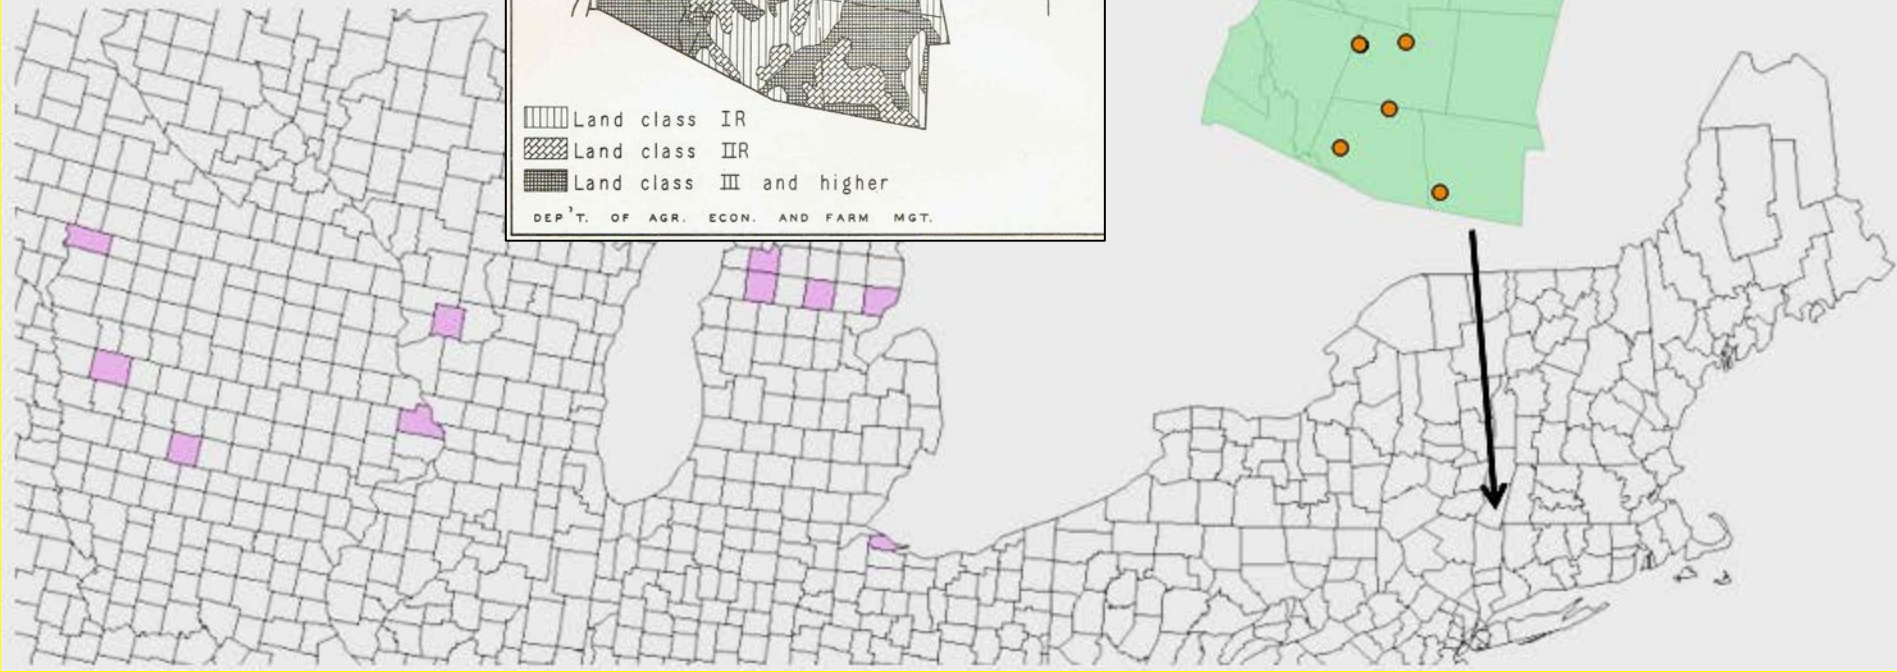 Land class IR
Land class IIR
Land class III and higher
DEP'T. OF AGR. ECON. AND FARM MGT.